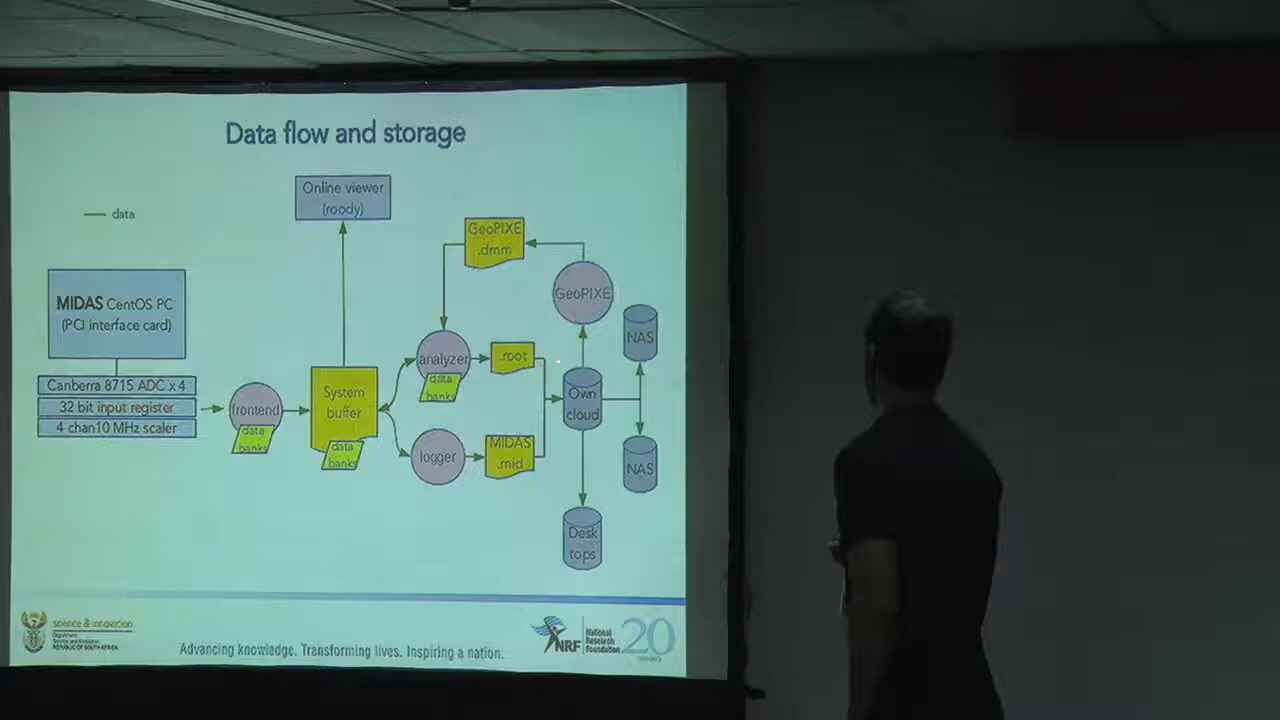 Data flow and storage
Online viewer
(roody)
data
GeoPIXE
.dmm
MIDAS CentOS PC
(PCI interface card)
GeoPIXE
NAS
analyzer
data
banks
.root
Canberra 8715 ADC x 4
32 bit input register
4 chan10 MHz scaler
frontend
data
banks
System
buffer
data
banks
Own
cloud
logger
MIDAS
.mid
NAS
Desk
tops
science & innovation
Department:
Science and Innovation
REPUBLIC OF SOUTH AFRICA
Advancing knowledge. Transforming lives. Inspiring a nation.
NRF
National
Research
Foundation
20